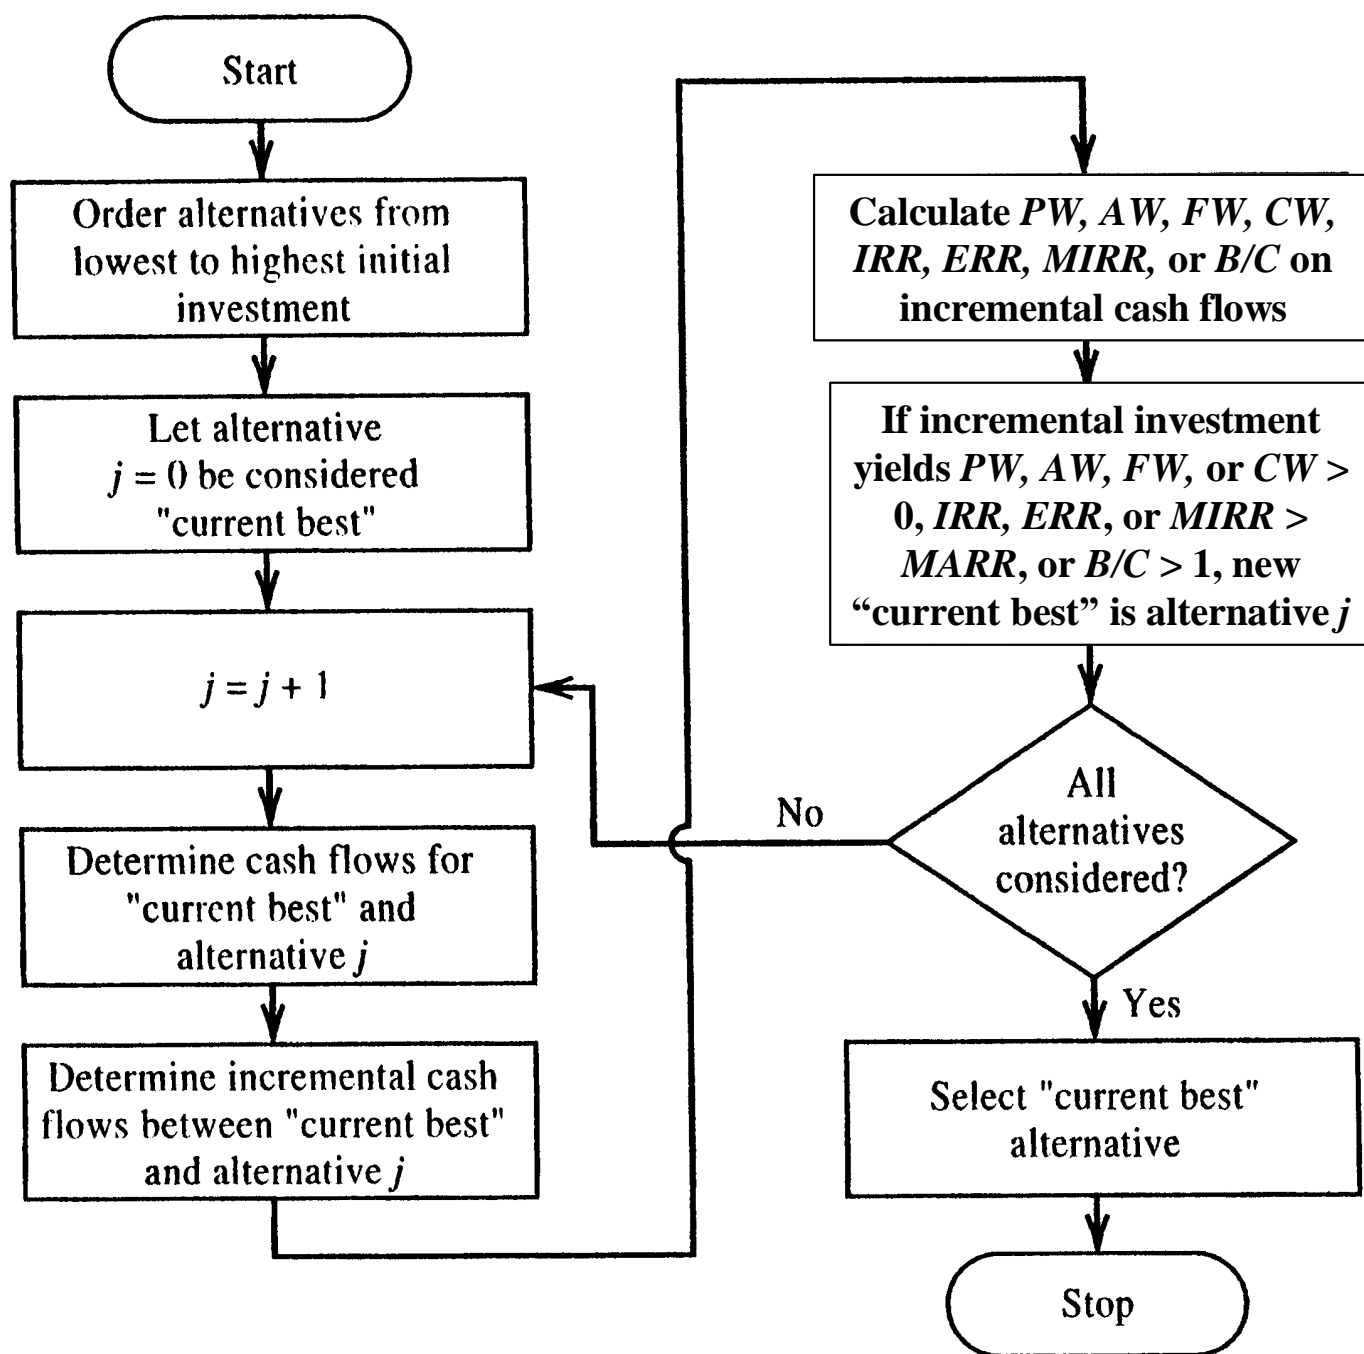 Start
Order alternatives from
lowest to highest initial
investment
Let alternative
j = 0 be considered
"current best"
j = j + 1
Determine cash flows for
"current best" and
alternative j
Determine incremental cash
flows between "current best"
and alternative j
Calculate PW, AW, FW, CW,
IRR, ERR, MIRR, or B/C on
incremental cash flows
If incremental investment
yields PW, AW, FW, or CW >
0, IRR, ERR, or MIRR >
MARR, or B/C > 1, new
“current best” is alternative j
All
alternatives
considered?
No
Yes
Select "current best"
alternative
Stop